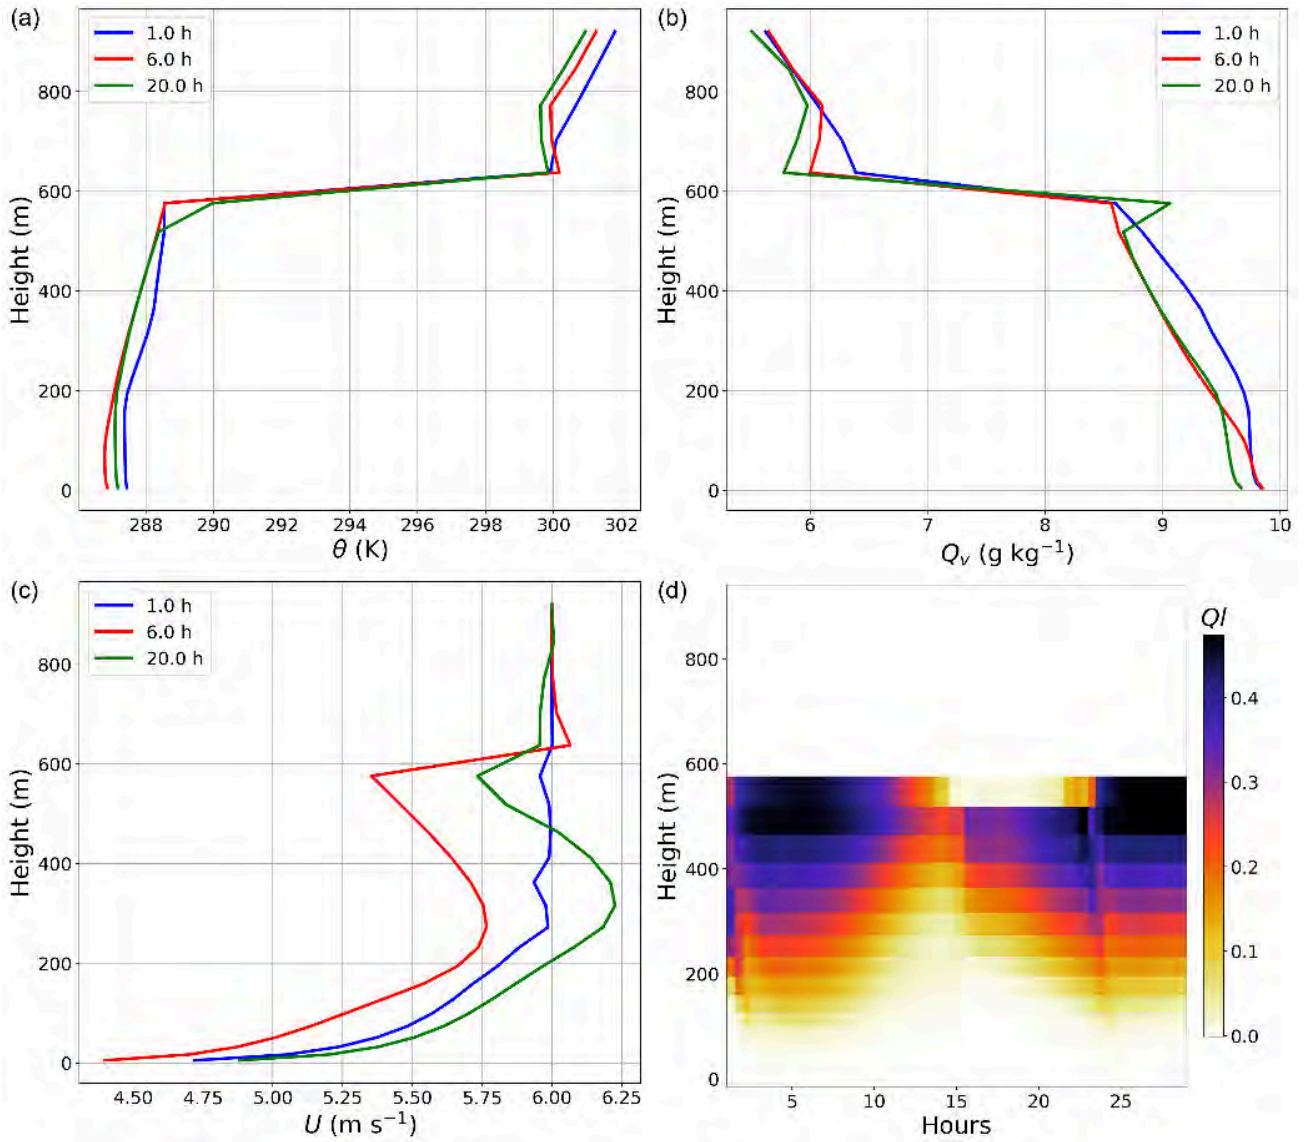 (a)
1.0 h
6.0 h
20.0 h
Height (m)
800
600
400
200
0
288 290 292 294 296 298 300 302
θ (K)
(b)
1.0 h
6.0 h
20.0 h
Height (m)
800
600
400
200
0
6 7 8 9 10
Qv (g kg⁻¹)
(c)
1.0 h
6.0 h
20.0 h
Height (m)
800
600
400
200
0
4.50 4.75 5.00 5.25 5.50 5.75 6.00 6.25
U (m s⁻¹)
(d)
Height (m)
800
600
400
200
0
5 10 15 20 25
Hours
Ql
0.4
0.3
0.2
0.1
0.0